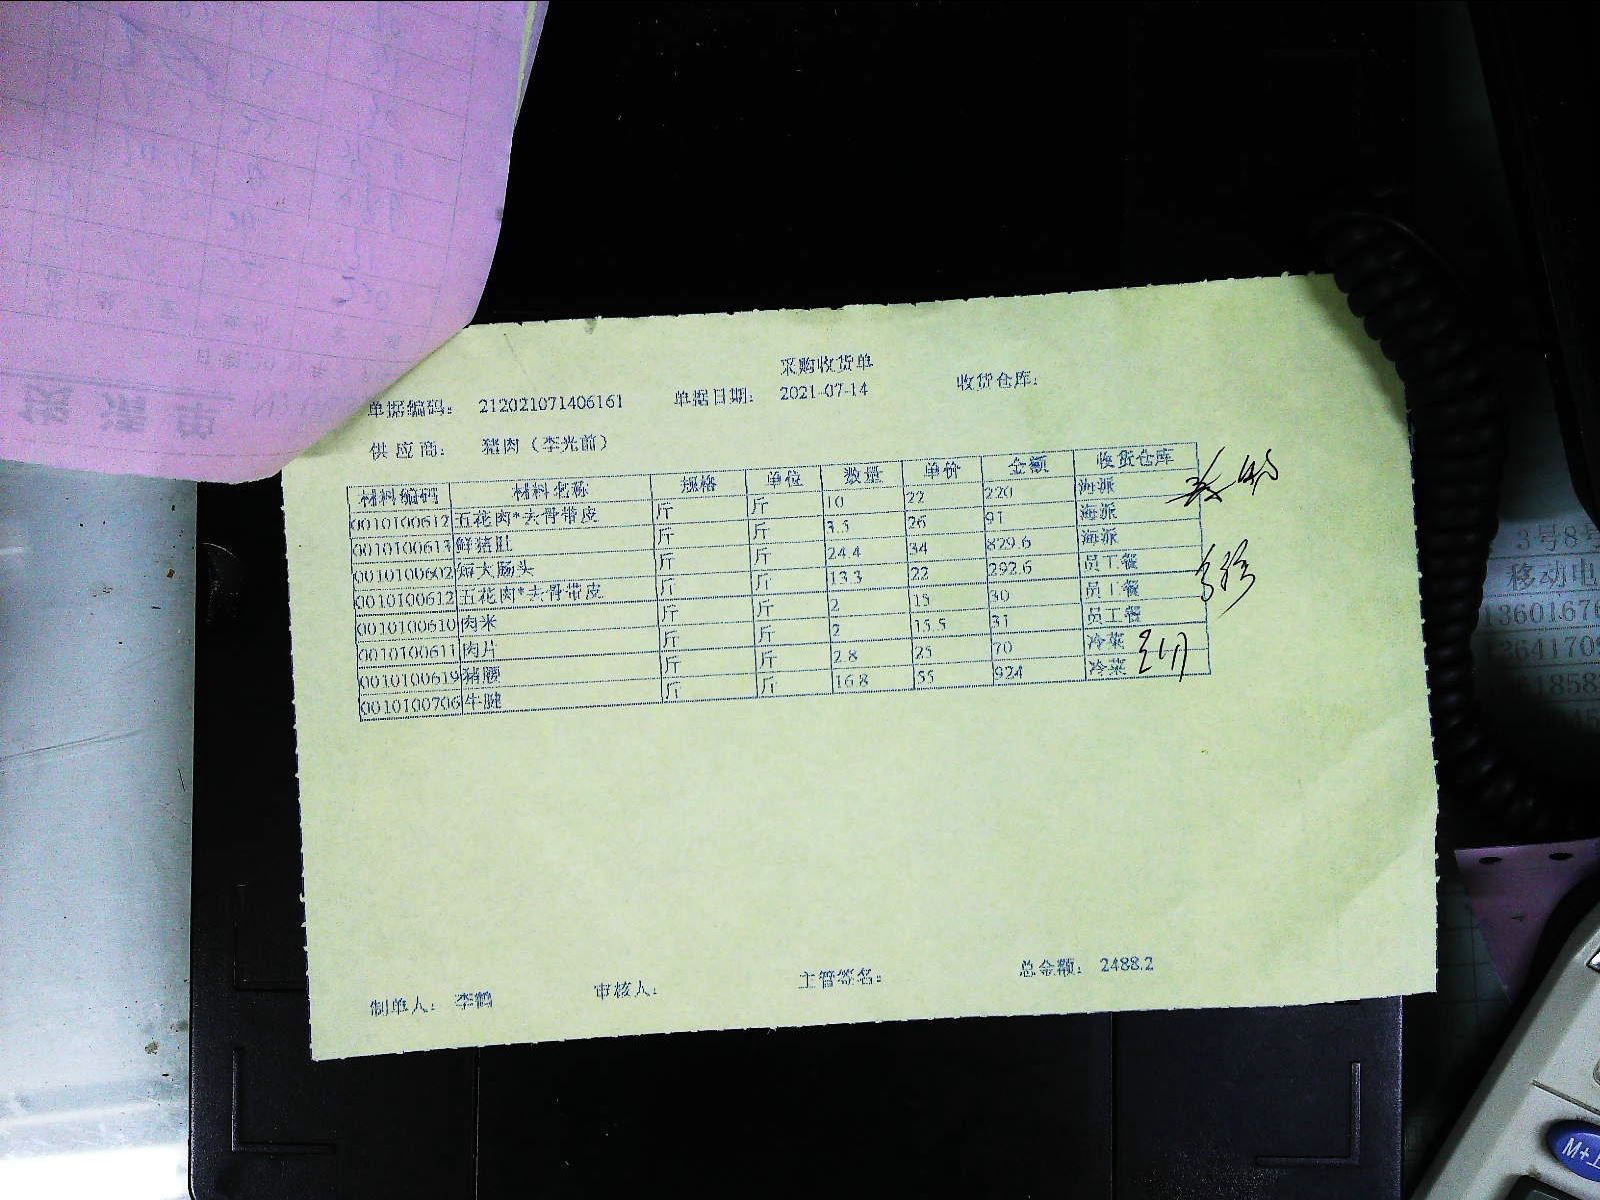 采购收货单
单据编码： 212021071406161 单据日期： 2021-07-14 收货仓库：
供应商： 猪肉（李光前）
材料编码 材料名称 规格 单位 数量 单价 金额 收货仓库
0010100612 五花肉*去骨带皮 斤 斤 10 22 220 海派
0010100613 鲜猪肚 斤 斤 3.5 26 91 海派
0010100602 短大肠头 斤 斤 24.4 34 829.6 海派
0010100612 五花肉*去骨带皮 斤 斤 13.3 22 292.6 员工餐
0010100610 肉米 斤 斤 2 15 30 员工餐
0010100611 肉片 斤 斤 2 15.5 31 员工餐
0010100619 猪腰 斤 斤 2.8 25 70 冷菜
0010100706 牛腱 斤 斤 16.8 55 924 冷菜
制单人： 李鹤 审核人： 主管签名： 总金额： 2488.2
3号8号
移动电
13601676
M+